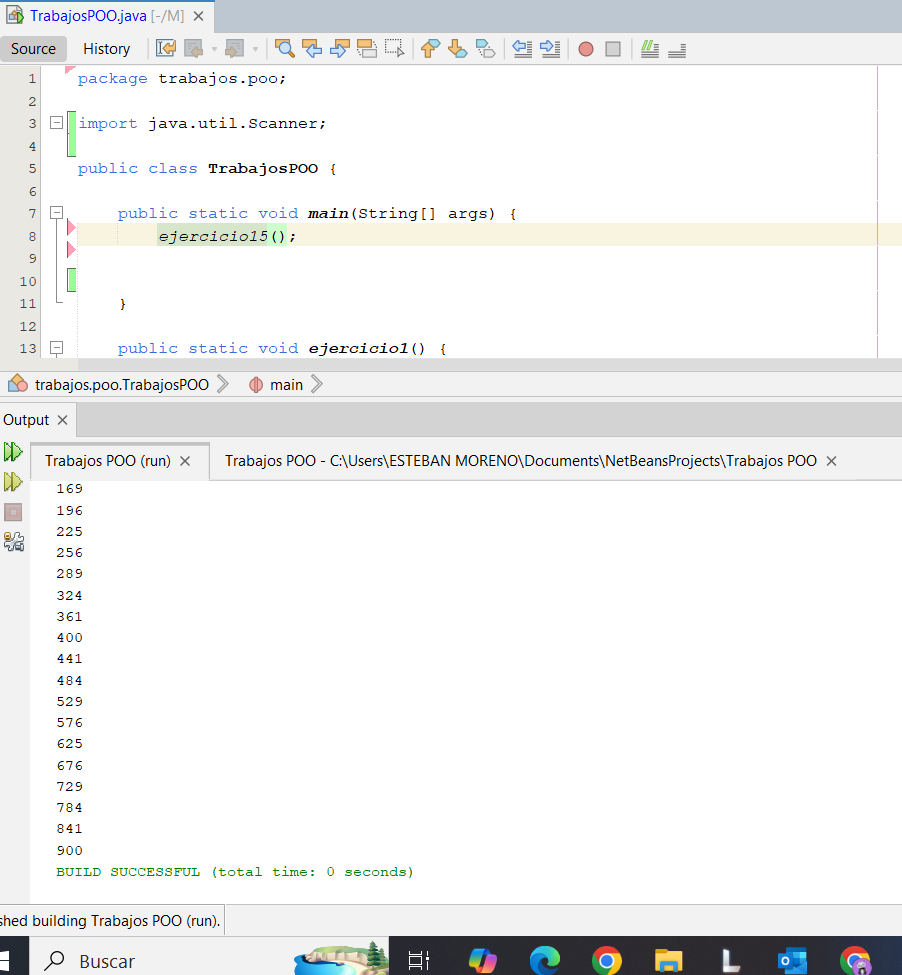 TrabajosPOO.java [-/M]
Source History
1 package trabajos.poo;
2
3 import java.util.Scanner;
4
5 public class TrabajosPOO {
6
7 public static void main(String[] args) {
8 ejercicio15();
9
10
11 }
12
13 public static void ejercicio1() {
trabajos.poo.TrabajosPOO main
Output
Trabajos POO (run) Trabajos POO - C:\Users\ESTEBAN MORENO\Documents\NetBeansProjects\Trabajos POO
169
196
225
256
289
324
361
400
441
484
529
576
625
676
729
784
841
900
BUILD SUCCESSFUL (total time: 0 seconds)
shed building Trabajos POO (run).
Buscar